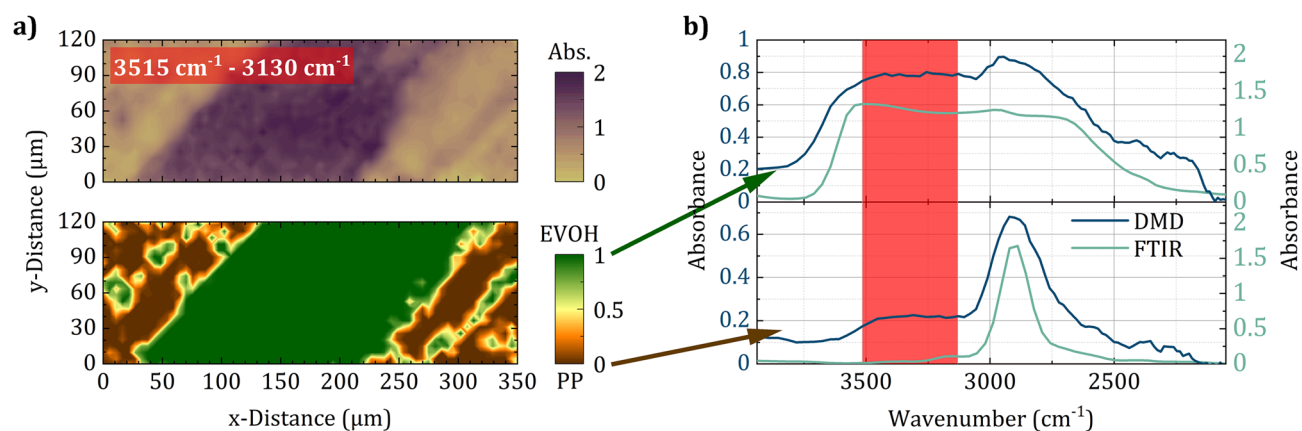 a)
120
90
60
30
0
3515 cm⁻¹ - 3130 cm⁻¹
Abs.
2
1
0
y-Distance (μm)
120
90
60
30
0
0 50 100 150 200 250 300 350
x-Distance (μm)
EVOH
1
0.5
0
PP
b)
1
0.8
0.6
0.4
0.2
0
2
1.5
1
0.5
0
Absorbance
Absorbance
DMD
FTIR
0.6
0.4
0.2
0
2
1.5
1
0.5
0
3500 3000 2500
Wavenumber (cm⁻¹)